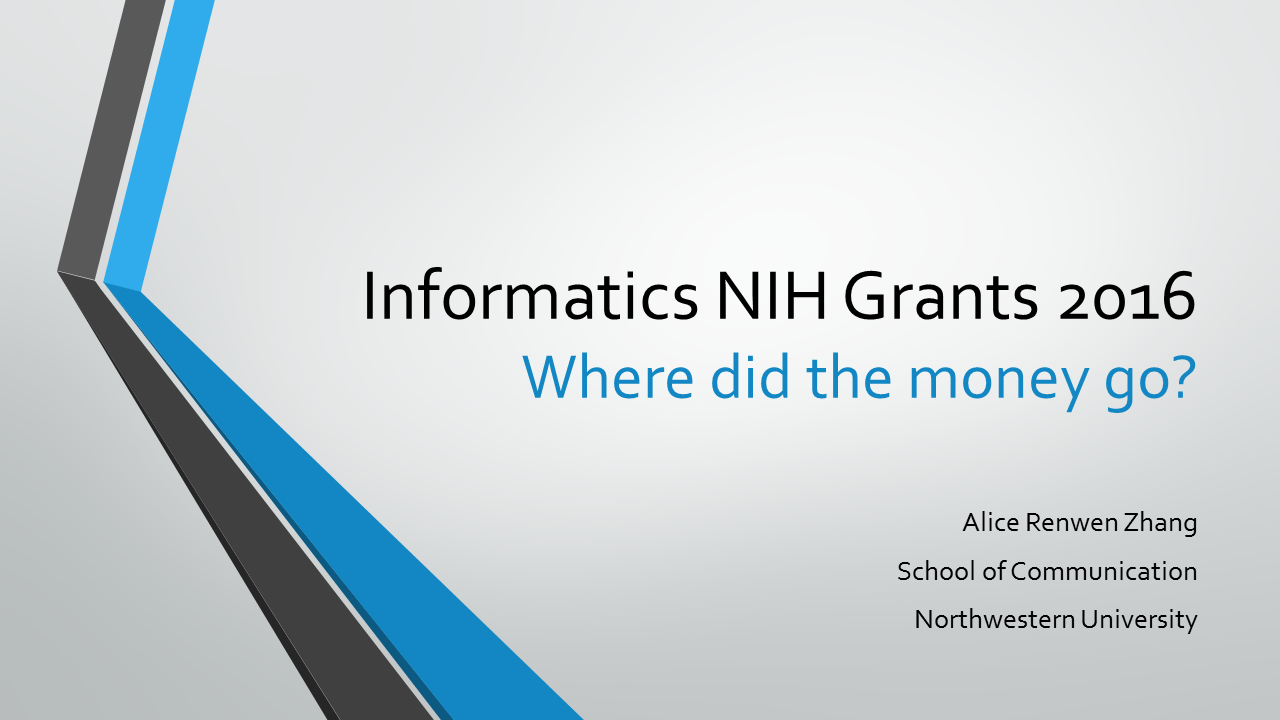 Informatics NIH Grants 2016
Where did the money go?
Alice Renwen Zhang
School of Communication
Northwestern University